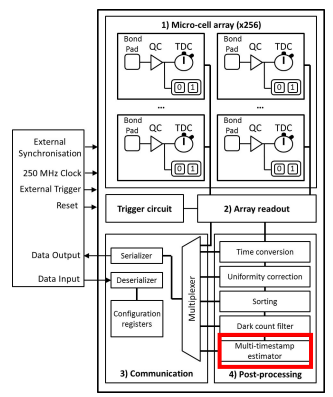 1) Micro-cell array (x256)
Bond
Pad
QC
TDC
0 1
Bond
Pad
QC
TDC
0 1
...
...
Bond
Pad
QC
TDC
0 1
Bond
Pad
QC
TDC
0 1
External
Synchronisation
250 MHz Clock
External Trigger
Reset
Data Output
Data Input
Trigger circuit
2) Array readout
Serializer
Deserializer
Configuration
registers
Multiplexer
3) Communication
Time conversion
Uniformity correction
Sorting
Dark count filter
Multi-timestamp
estimator
4) Post-processing